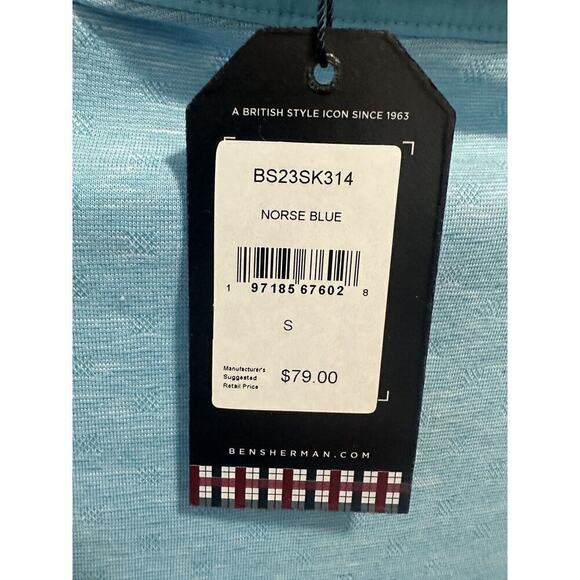 A BRITISH STYLE ICON SINCE 1963
BS23SK314
NORSE BLUE
1 97185 67602 8
S
Manufacturer's
Suggested
Retail Price
$79.00
BENSHERMAN.COM